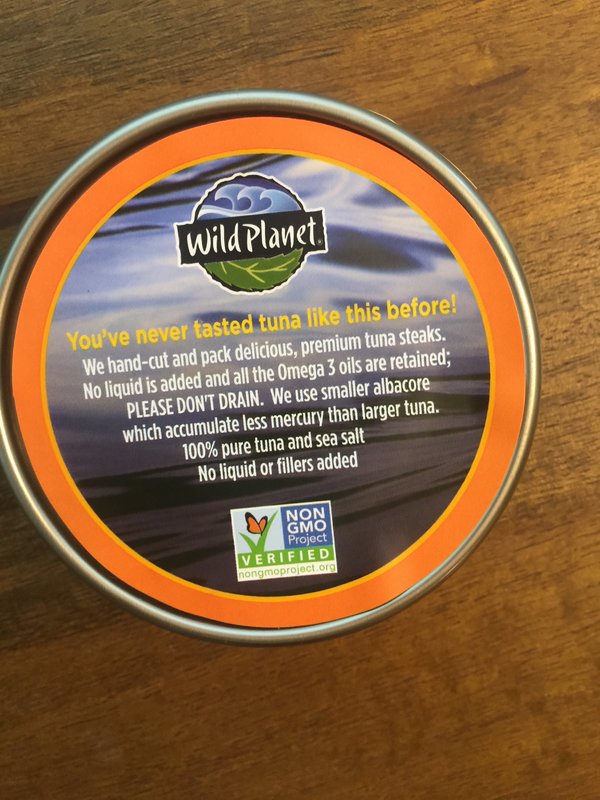 Wild Planet®
You've never tasted tuna like this before!
We hand-cut and pack delicious, premium tuna steaks.
No liquid is added and all the Omega 3 oils are retained;
PLEASE DON'T DRAIN. We use smaller albacore
which accumulate less mercury than larger tuna.
100% pure tuna and sea salt
No liquid or fillers added
NON
GMO
Project
VERIFIED
nongmoproject.org